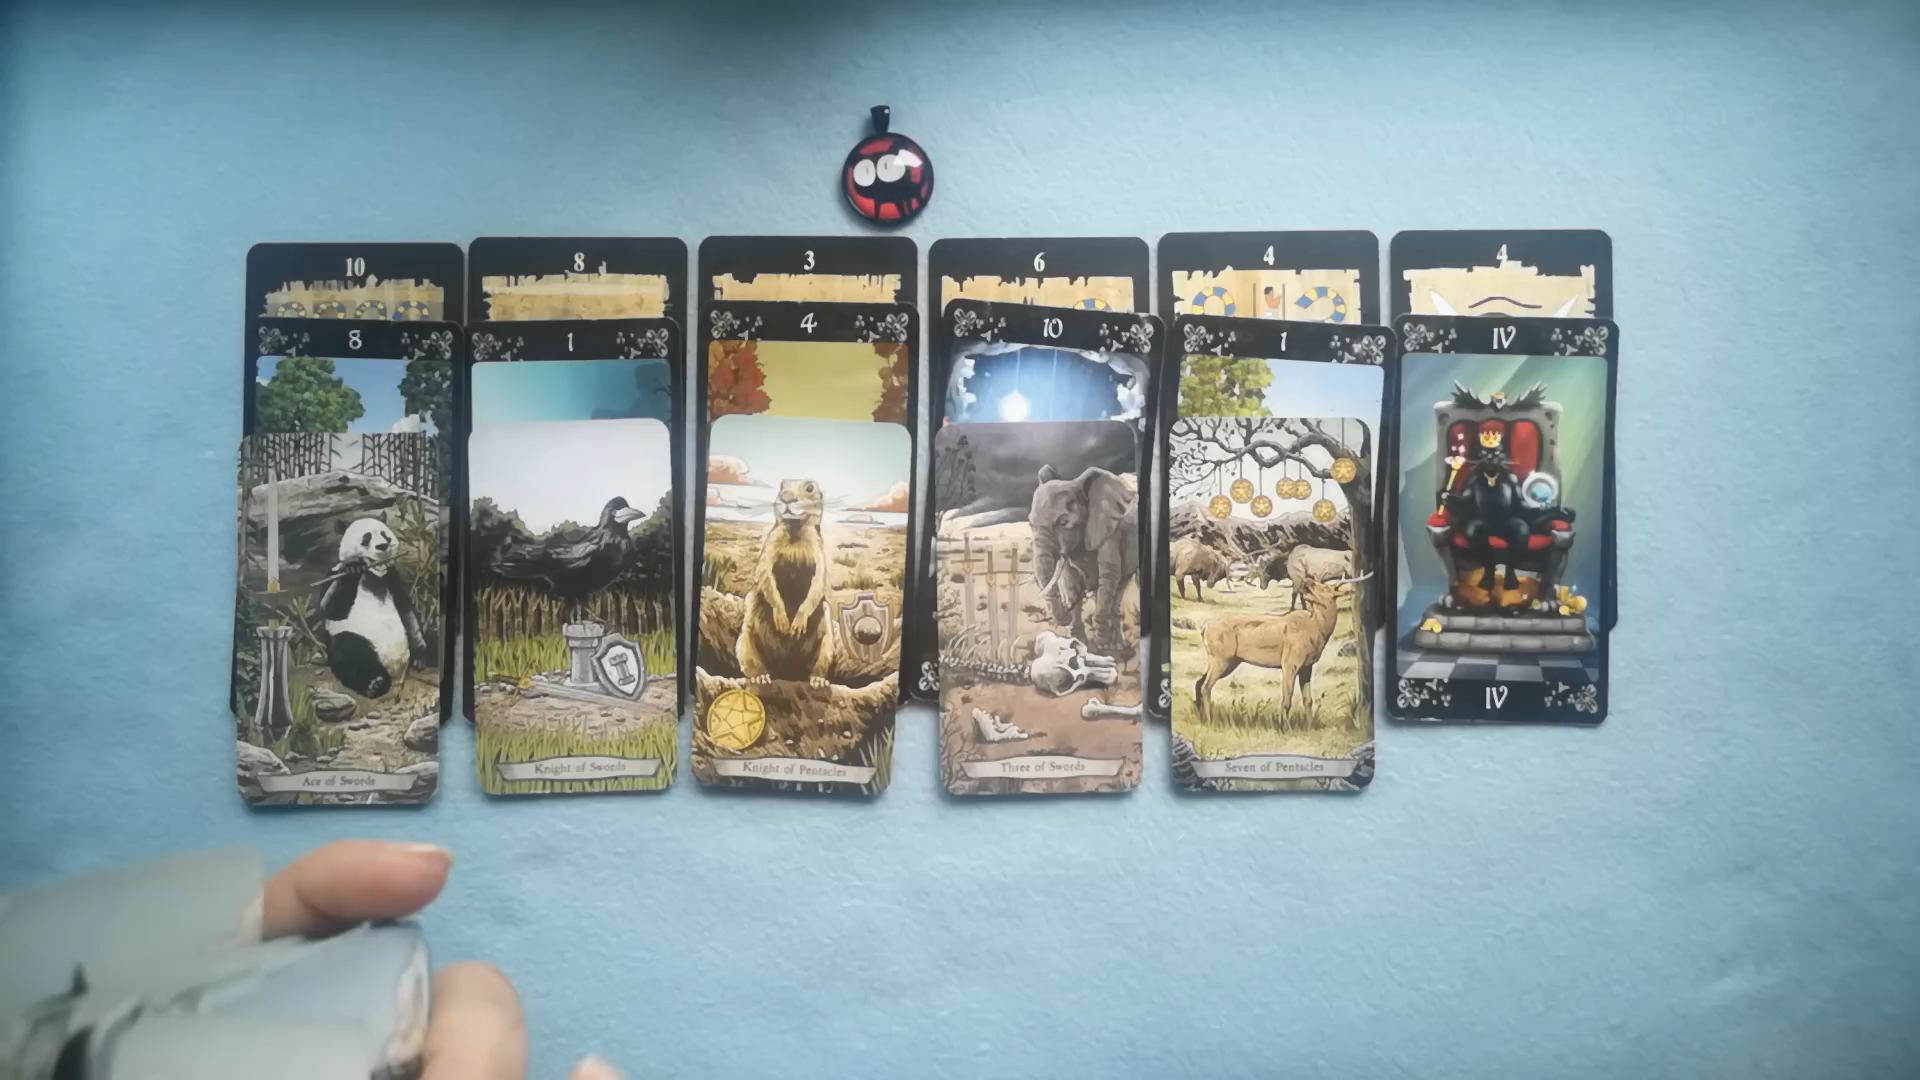 10
8
3
6
4
4
8
1
4
10
1
IV
Ace of Swords
Knight of Swords
Knight of Pentacles
Three of Swords
Seven of Pentacles
IV